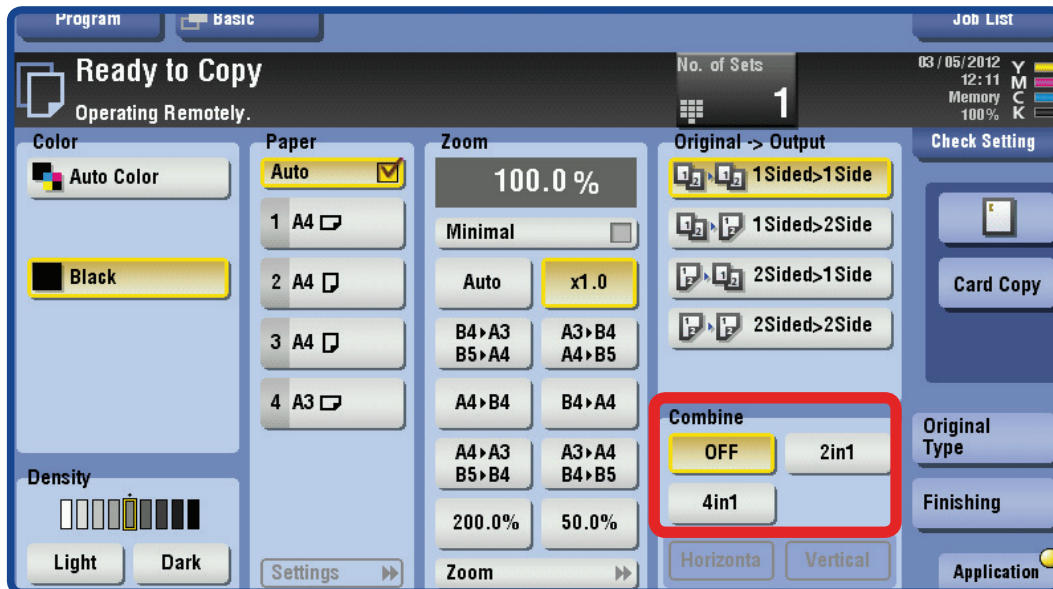 Program
Basic
Job List
Ready to Copy
Operating Remotely.
No. of Sets
1
03/05/2012
12:11
Memory
100%
Y
M
C
K
Color
Auto Color
Black
Density
Light
Dark
Paper
Auto
1 A4
2 A4
3 A4
4 A3
Settings
Zoom
100.0 %
Minimal
Auto
x1.0
B4▸A3
B5▸A4
A3▸B4
A4▸B5
A4▸B4
B4▸A4
A4▸A3
B5▸B4
A3▸A4
B4▸B5
200.0%
50.0%
Zoom
Original -> Output
1Sided>1Side
1Sided>2Side
2Sided>1Side
2Sided>2Side
Combine
OFF
2in1
4in1
Horizonta
Vertical
Check Setting
Card Copy
Original
Type
Finishing
Application